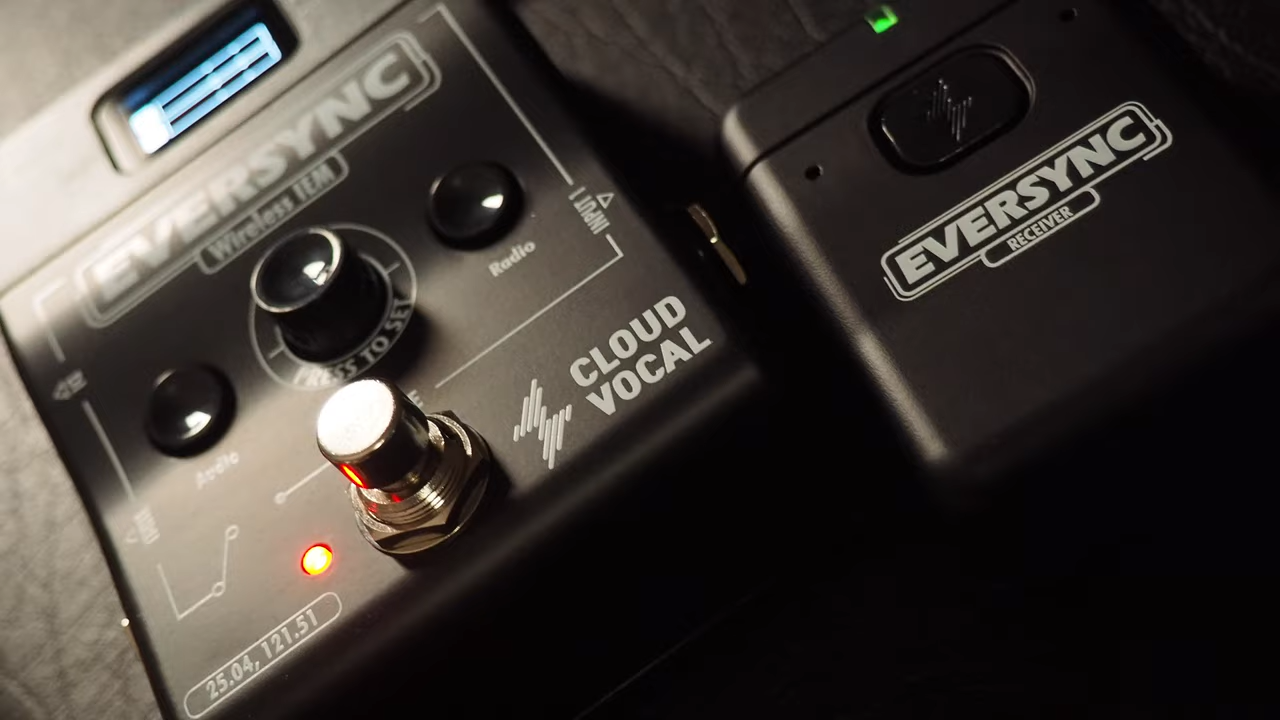 EVERSYNC
Wireless IEM
Radio
INPUT 1
PRESS TO SET
Audio
CLOUD
VOCAL
25.04, 121.51
EVERSYNC
RECEIVER